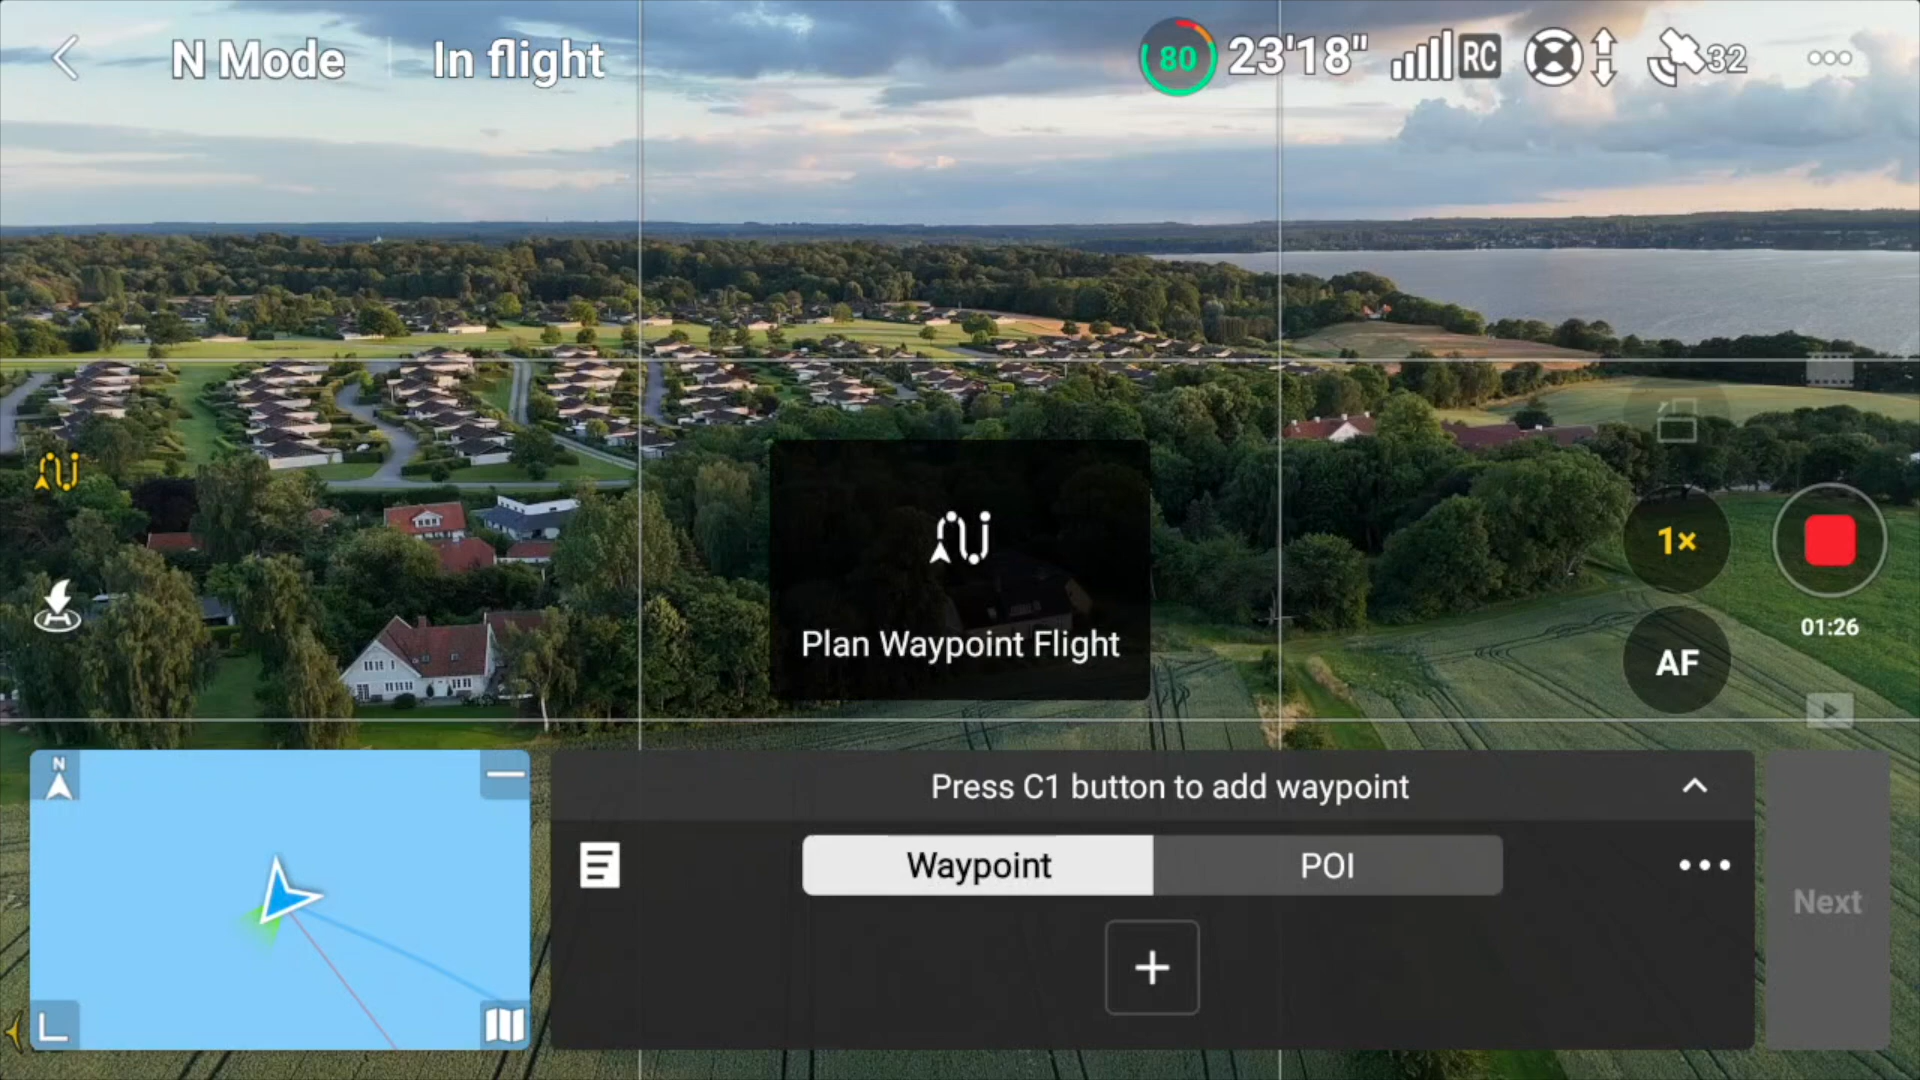 N Mode
In flight
80
23'18"
RC
32
1×
01:26
AF
Plan Waypoint Flight
N
Press C1 button to add waypoint
Waypoint
POI
Next